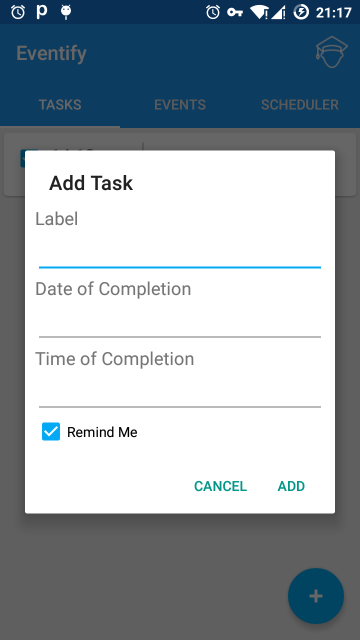 21:17
Eventify
TASKS EVENTS SCHEDULER
Add Task
Label
Date of Completion
Time of Completion
Remind Me
CANCEL ADD